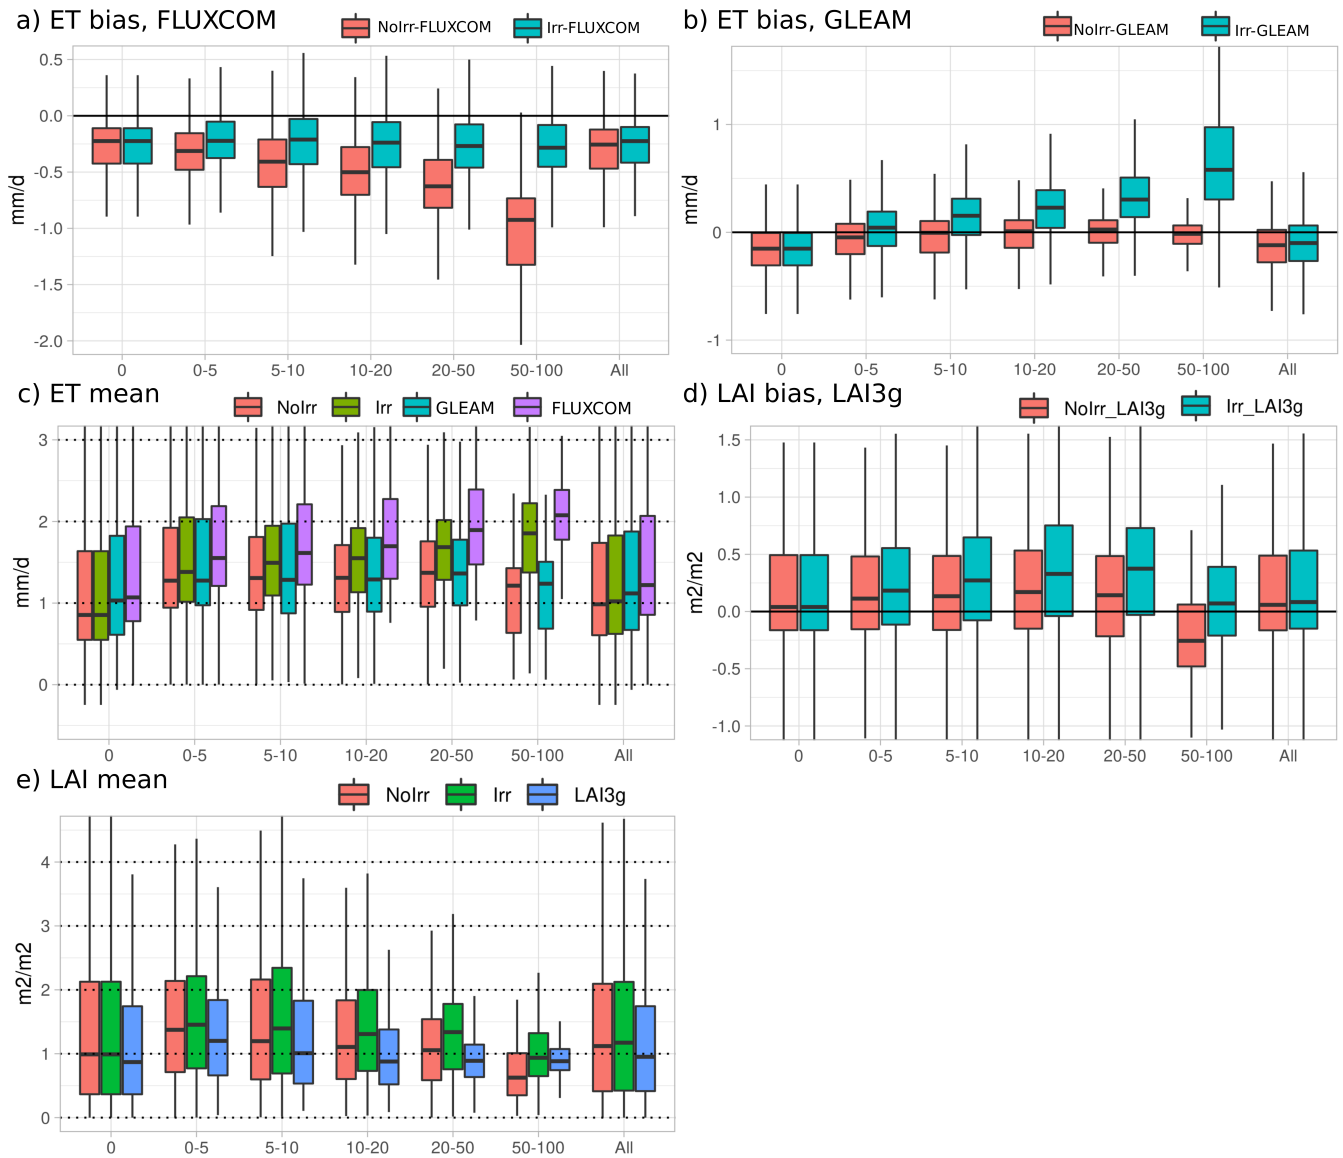 a) ET bias, FLUXCOM
NoIrr-FLUXCOM Irr-FLUXCOM
mm/d
0.5
0.0
-0.5
-1.0
-1.5
-2.0
0 0-5 5-10 10-20 20-50 50-100 All
b) ET bias, GLEAM
NoIrr-GLEAM Irr-GLEAM
mm/d
1
0
-1
0 0-5 5-10 10-20 20-50 50-100 All
c) ET mean
NoIrr Irr GLEAM FLUXCOM
mm/d
3
2
1
0
0 0-5 5-10 10-20 20-50 50-100 All
d) LAI bias, LAI3g
NoIrr_LAI3g Irr_LAI3g
m2/m2
1.5
1.0
0.5
0.0
-0.5
-1.0
0 0-5 5-10 10-20 20-50 50-100 All
e) LAI mean
NoIrr Irr LAI3g
m2/m2
4
3
2
1
0
0 0-5 5-10 10-20 20-50 50-100 All